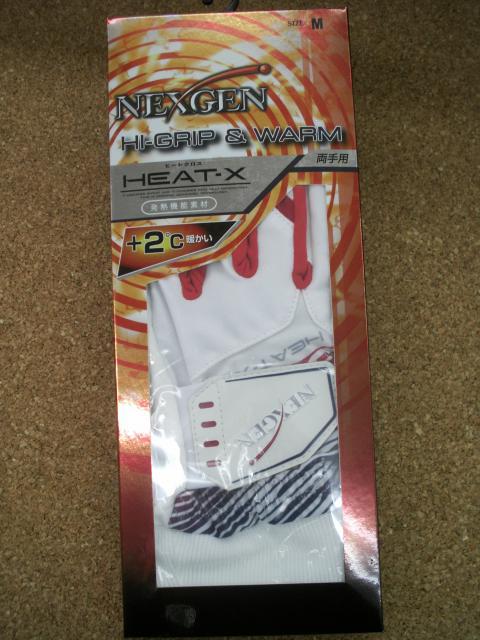 SIZE M
NEXGEN
HI-GRIP & WARM
両手用
ヒートクロス
HEAT-X
発熱機能素材
+2℃ 暖かい
HEAT-X
NEXGEN